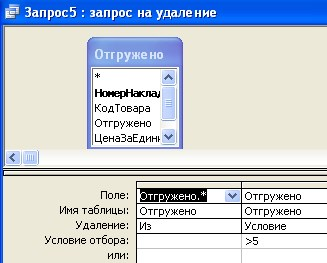 Запрос5 : запрос на удаление
Отгружено
*
НомерНаклад
КодТовара
Отгружено
ЦенаЗаЕдин
Поле: Отгружено.* Отгружено
Имя таблицы: Отгружено Отгружено
Удаление: Из Условие
Условие отбора: >5
или: